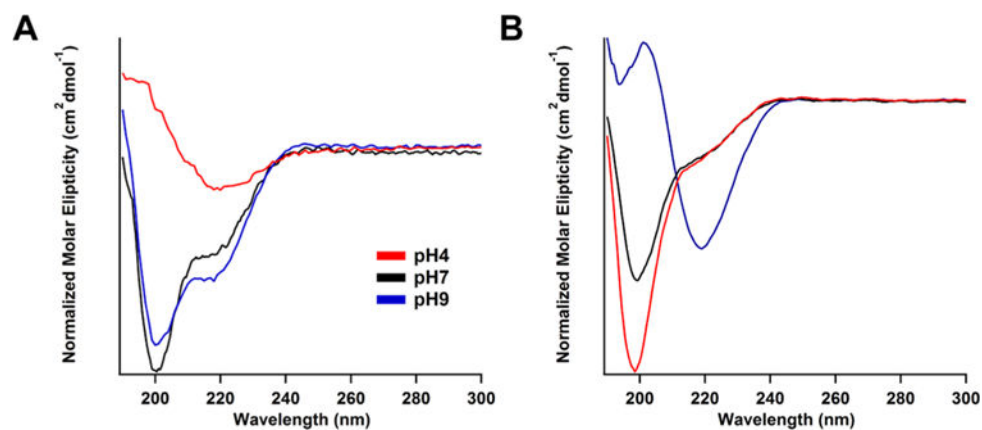 A
B
Normalized Molar Elipticity (cm² dmol⁻¹)
pH4
pH7
pH9
200 220 240 260 280 300
Wavelength (nm)
Normalized Molar Elipticity (cm² dmol⁻¹)
200 220 240 260 280 300
Wavelength (nm)